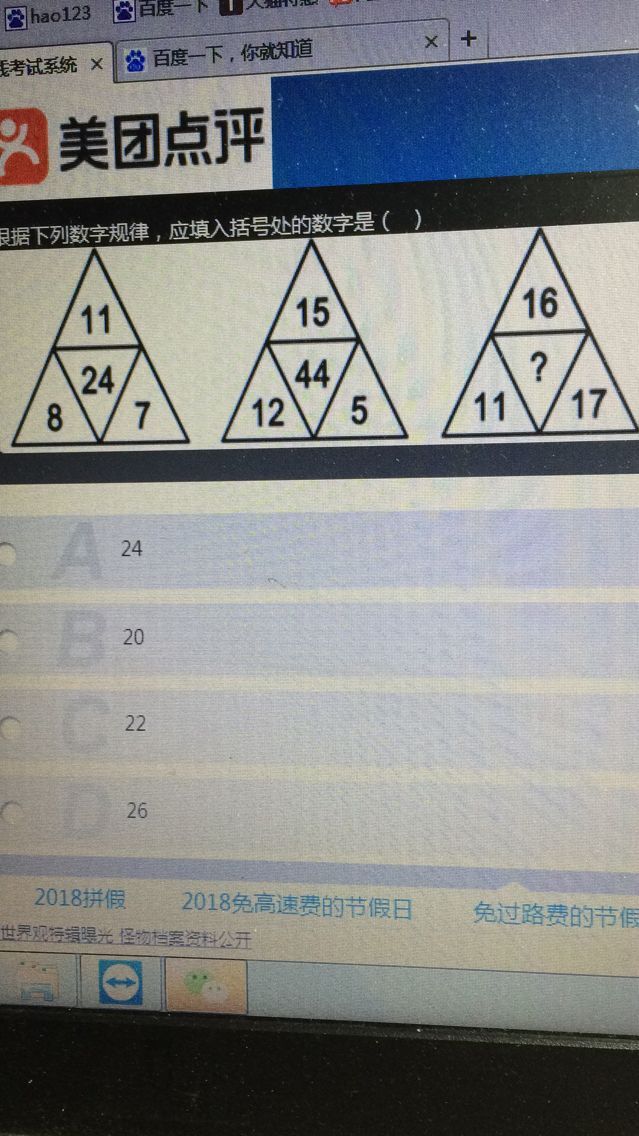 hao123 百度一下
考试系统 × 百度一下，你就知道 × +
美团点评
根据下列数字规律，应填入括号处的数字是（ ）
11 15 16
24 44 ?
8 7 12 5 11 17
A 24
B 20
C 22
D 26
2018拼假 2018免高速费的节假日 免过路费的节假
世界观特辑曝光 怪物档案资料公开